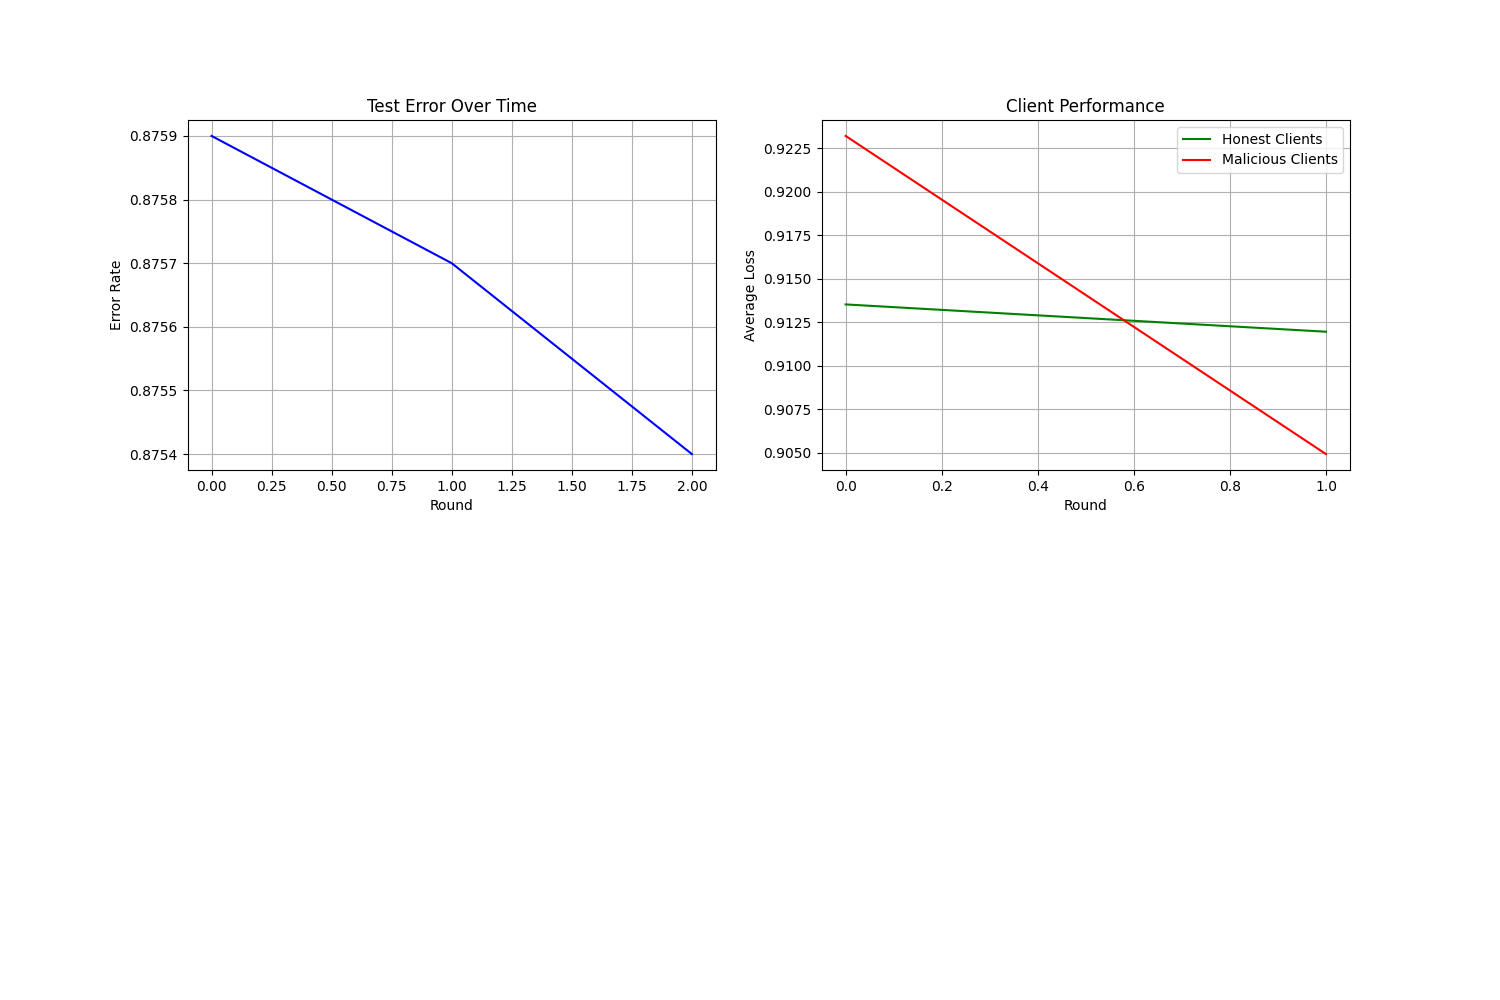 Test Error Over Time
Error Rate
0.8759
0.8758
0.8757
0.8756
0.8755
0.8754
0.00 0.25 0.50 0.75 1.00 1.25 1.50 1.75 2.00
Round
Client Performance
Average Loss
0.9225
0.9200
0.9175
0.9150
0.9125
0.9100
0.9075
0.9050
Honest Clients
Malicious Clients
0.0 0.2 0.4 0.6 0.8 1.0
Round